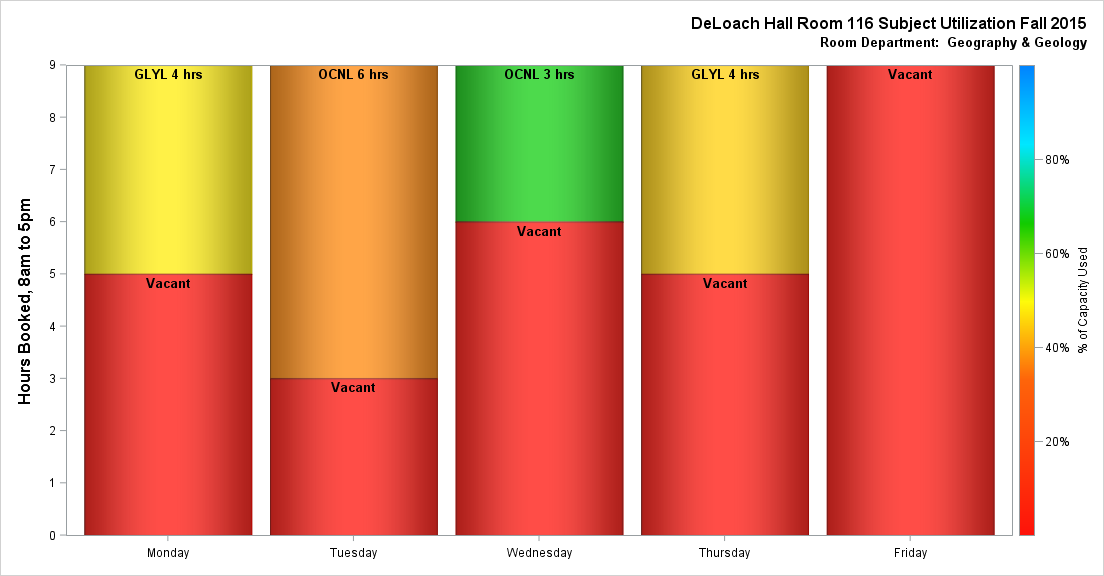 DeLoach Hall Room 116 Subject Utilization Fall 2015
Room Department: Geography & Geology
Hours Booked, 8am to 5pm
9
8
7
6
5
4
3
2
1
0
GLYL 4 hrs
Vacant
OCNL 6 hrs
Vacant
OCNL 3 hrs
Vacant
GLYL 4 hrs
Vacant
Vacant
Monday
Tuesday
Wednesday
Thursday
Friday
80%
60%
40%
20%
% of Capacity Used